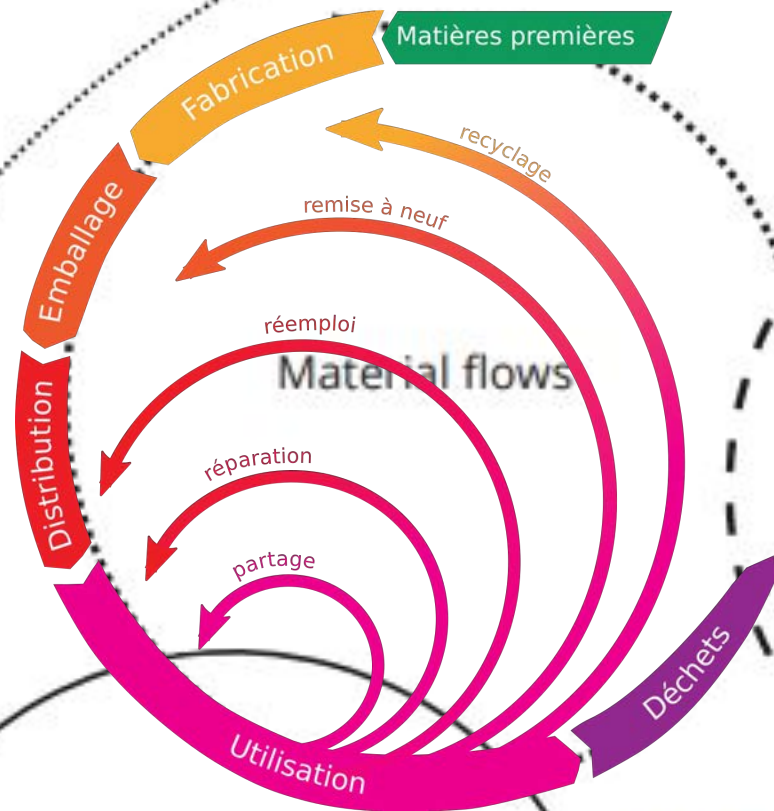 Matières premières
Fabrication
recyclage
Emballage
remise à neuf
réemploi
Material flows
Distribution
réparation
partage
Déchets
Utilisation